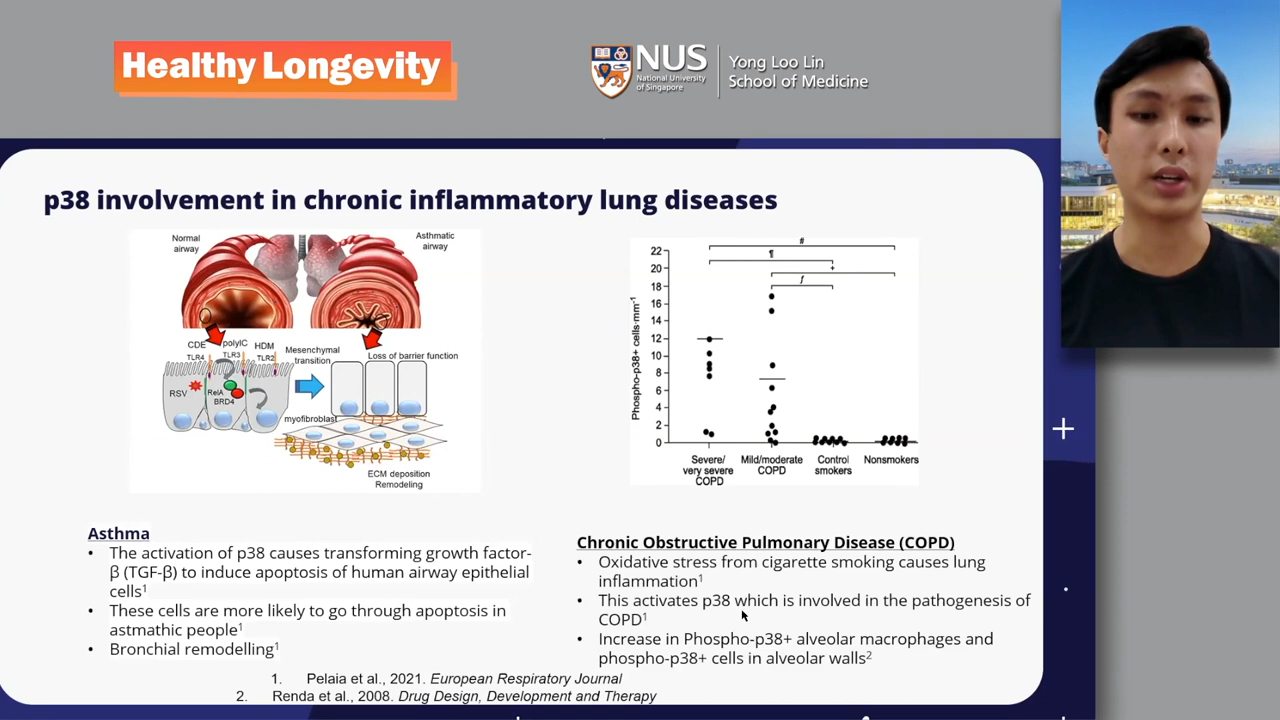 Healthy Longevity
NUS
National University
of Singapore
Yong Loo Lin
School of Medicine
p38 involvement in chronic inflammatory lung diseases
Normal
airway
Asthmatic
airway
CDE
polyIC
HDM
TLR4
TLR3
TLR2
Mesenchymal
transition
Loss of barrier function
RSV
RelA
BRD4
myofibroblast
ECM deposition
Remodeling
Phospho-p38+ cells·mm⁻¹
22
20
18
16
14
12
10
8
6
4
2
0
#
¶
+
ƒ
Severe/
very severe
COPD
Mild/moderate
COPD
Control
smokers
Nonsmokers
Asthma
• The activation of p38 causes transforming growth factor-
β (TGF-β) to induce apoptosis of human airway epithelial
cells¹
• These cells are more likely to go through apoptosis in
astmathic people¹
• Bronchial remodelling¹
Chronic Obstructive Pulmonary Disease (COPD)
• Oxidative stress from cigarette smoking causes lung
inflammation¹
• This activates p38 which is involved in the pathogenesis of
COPD¹
• Increase in Phospho-p38+ alveolar macrophages and
phospho-p38+ cells in alveolar walls²
1. Pelaia et al., 2021. European Respiratory Journal
2. Renda et al., 2008. Drug Design, Development and Therapy